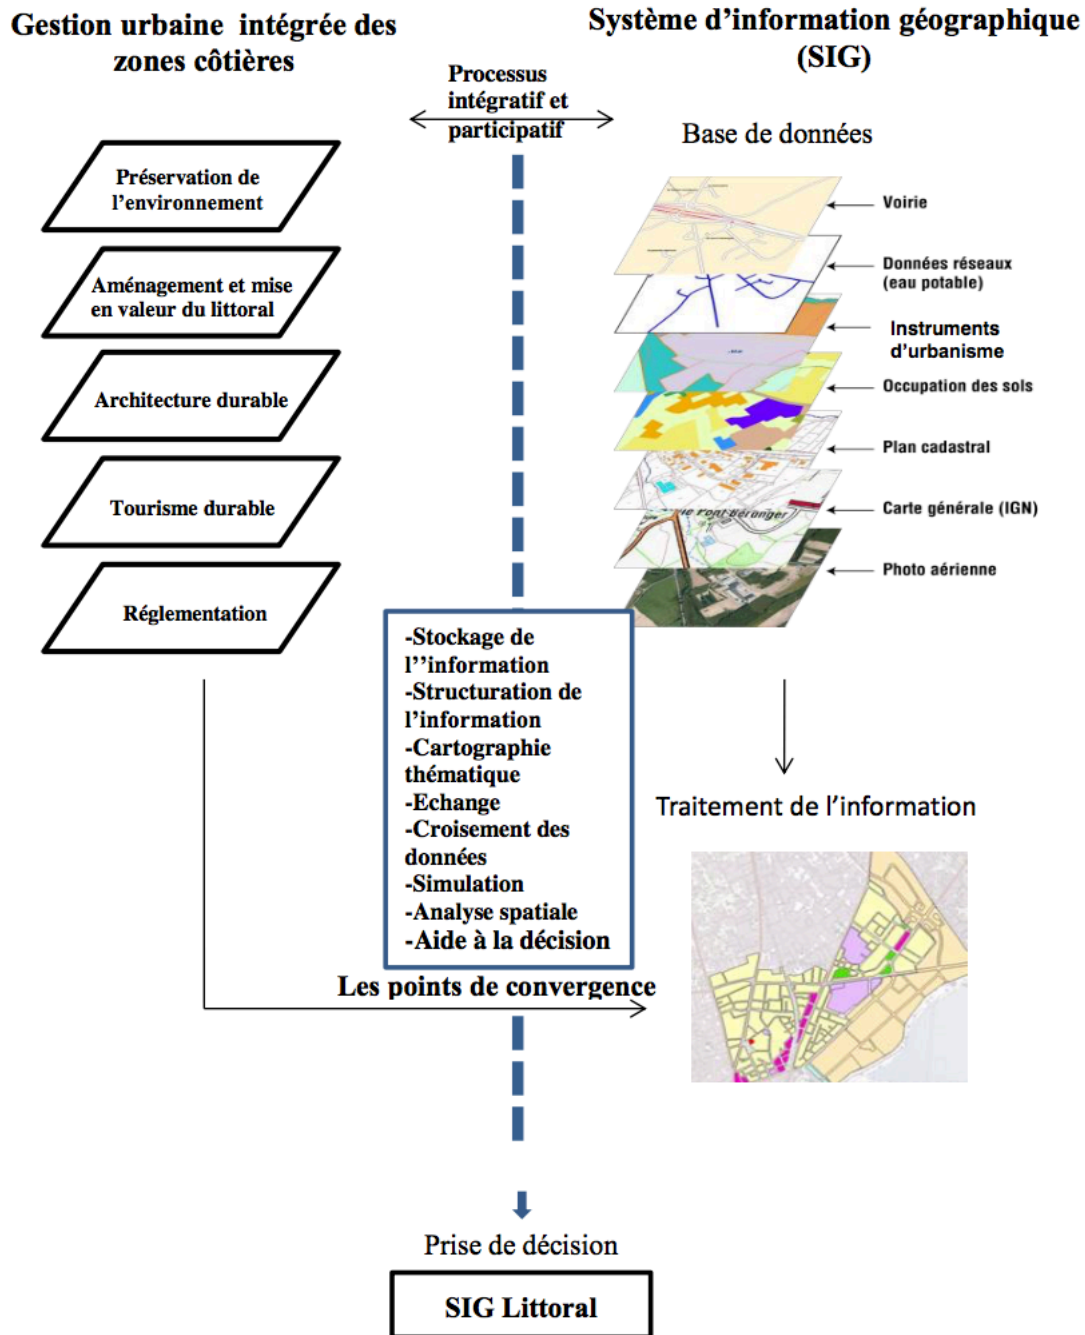 Gestion urbaine intégrée des
zones côtières
Système d’information géographique
(SIG)
Processus
intégratif et
participatif
Base de données
Préservation de
l’environnement
Aménagement et mise
en valeur du littoral
Architecture durable
Tourisme durable
Réglementation
Voirie
Données réseaux
(eau potable)
Instruments
d’urbanisme
Occupation des sols
Plan cadastral
Carte générale (IGN)
Photo aérienne
le Pont-Béranger
-Stockage de
l’’information
-Structuration de
l’information
-Cartographie
thématique
-Echange
-Croisement des
données
-Simulation
-Analyse spatiale
-Aide à la décision
Les points de convergence
Traitement de l’information
Prise de décision
SIG Littoral